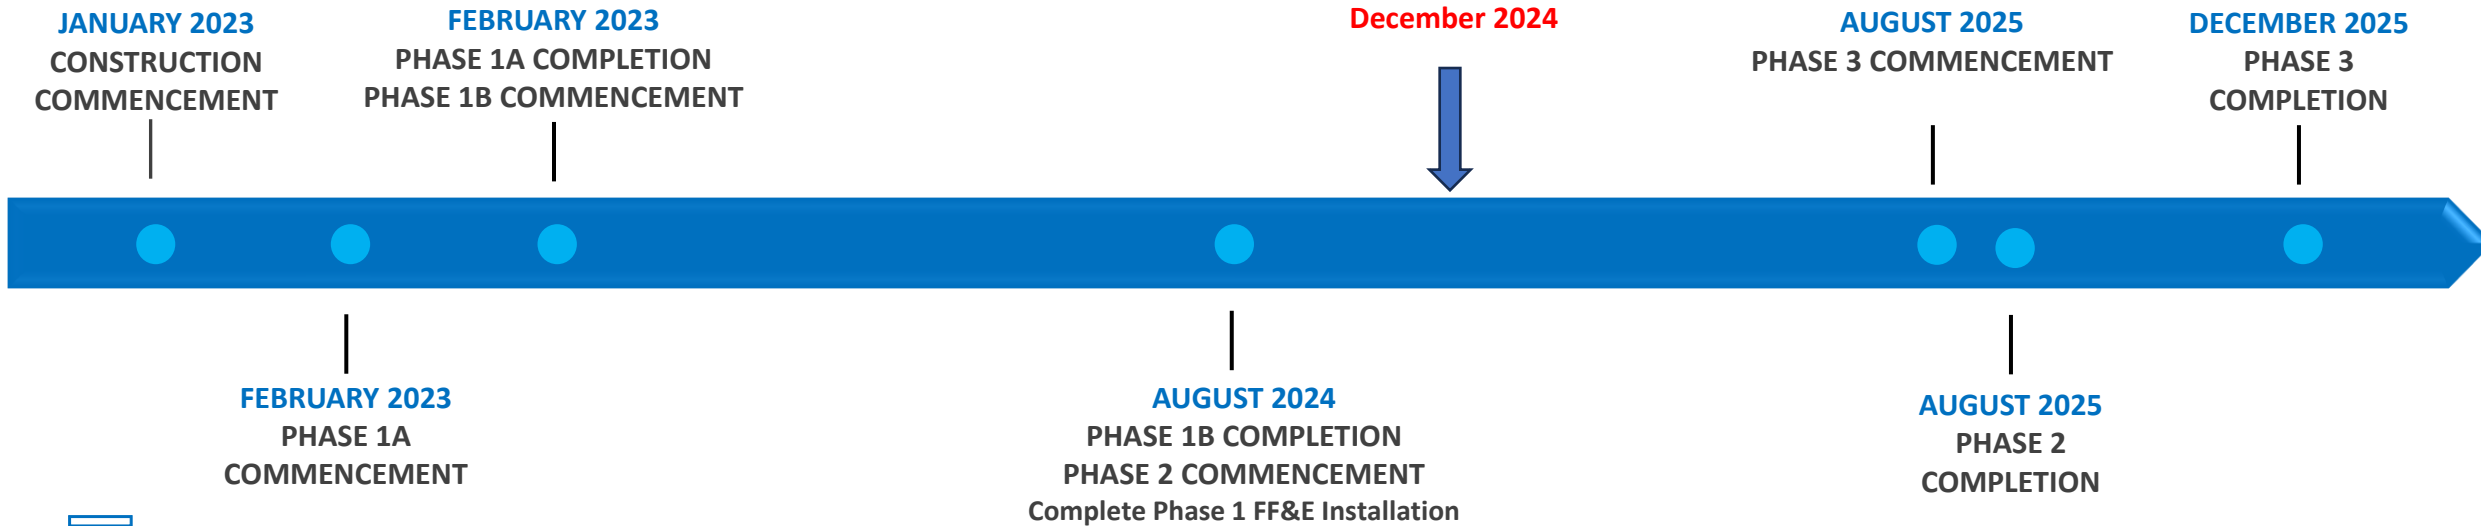 JANUARY 2023
CONSTRUCTION
COMMENCEMENT
FEBRUARY 2023
PHASE 1A COMPLETION
PHASE 1B COMMENCEMENT
December 2024
AUGUST 2025
PHASE 3 COMMENCEMENT
DECEMBER 2025
PHASE 3
COMPLETION
FEBRUARY 2023
PHASE 1A
COMMENCEMENT
AUGUST 2024
PHASE 1B COMPLETION
PHASE 2 COMMENCEMENT
Complete Phase 1 FF&E Installation
AUGUST 2025
PHASE 2
COMPLETION